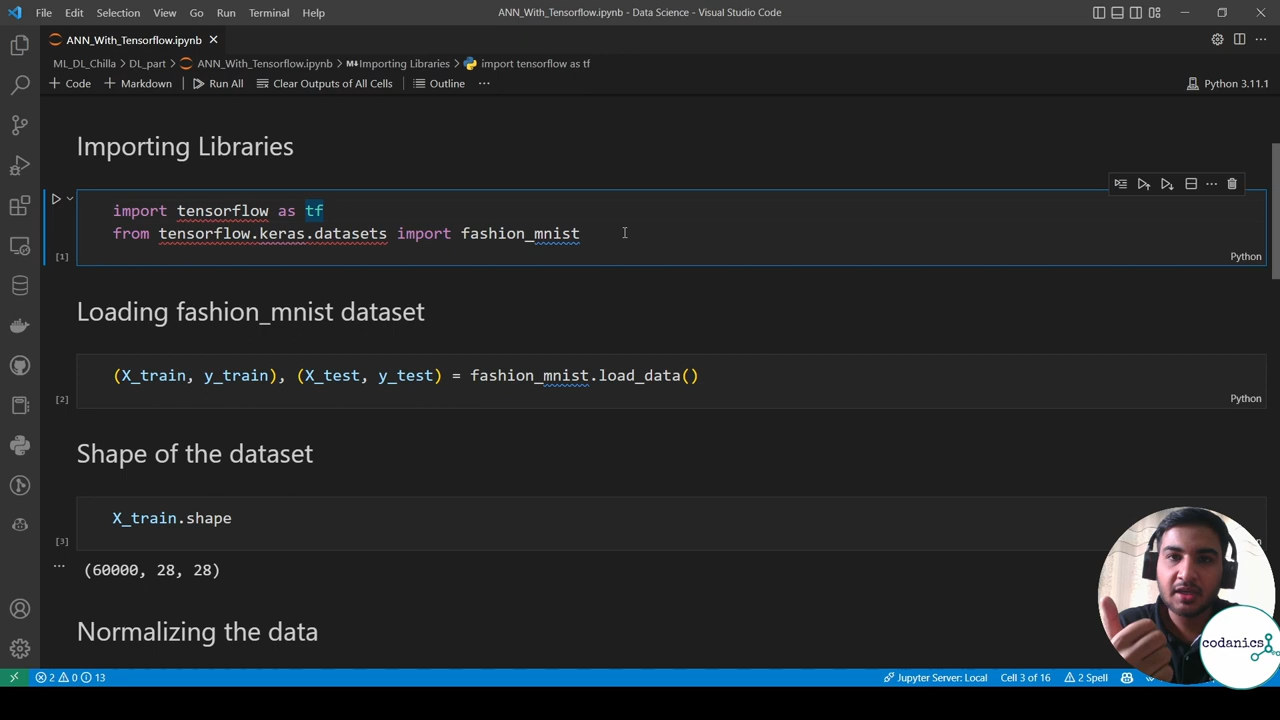 File Edit Selection View Go Run Terminal Help
ANN_With_Tensorflow.ipynb - Data Science - Visual Studio Code
ANN_With_Tensorflow.ipynb
ML_DL_Chilla > DL_part > ANN_With_Tensorflow.ipynb > M↓Importing Libraries > import tensorflow as tf
+ Code + Markdown Run All Clear Outputs of All Cells Outline ... Python 3.11.1
Importing Libraries
import tensorflow as tf
from tensorflow.keras.datasets import fashion_mnist
[1] Python
Loading fashion_mnist dataset
(X_train, y_train), (X_test, y_test) = fashion_mnist.load_data()
[2] Python
Shape of the dataset
X_train.shape
[3]
... (60000, 28, 28)
Normalizing the data
codanics
2 0 13 Jupyter Server: Local Cell 3 of 16 2 Spell